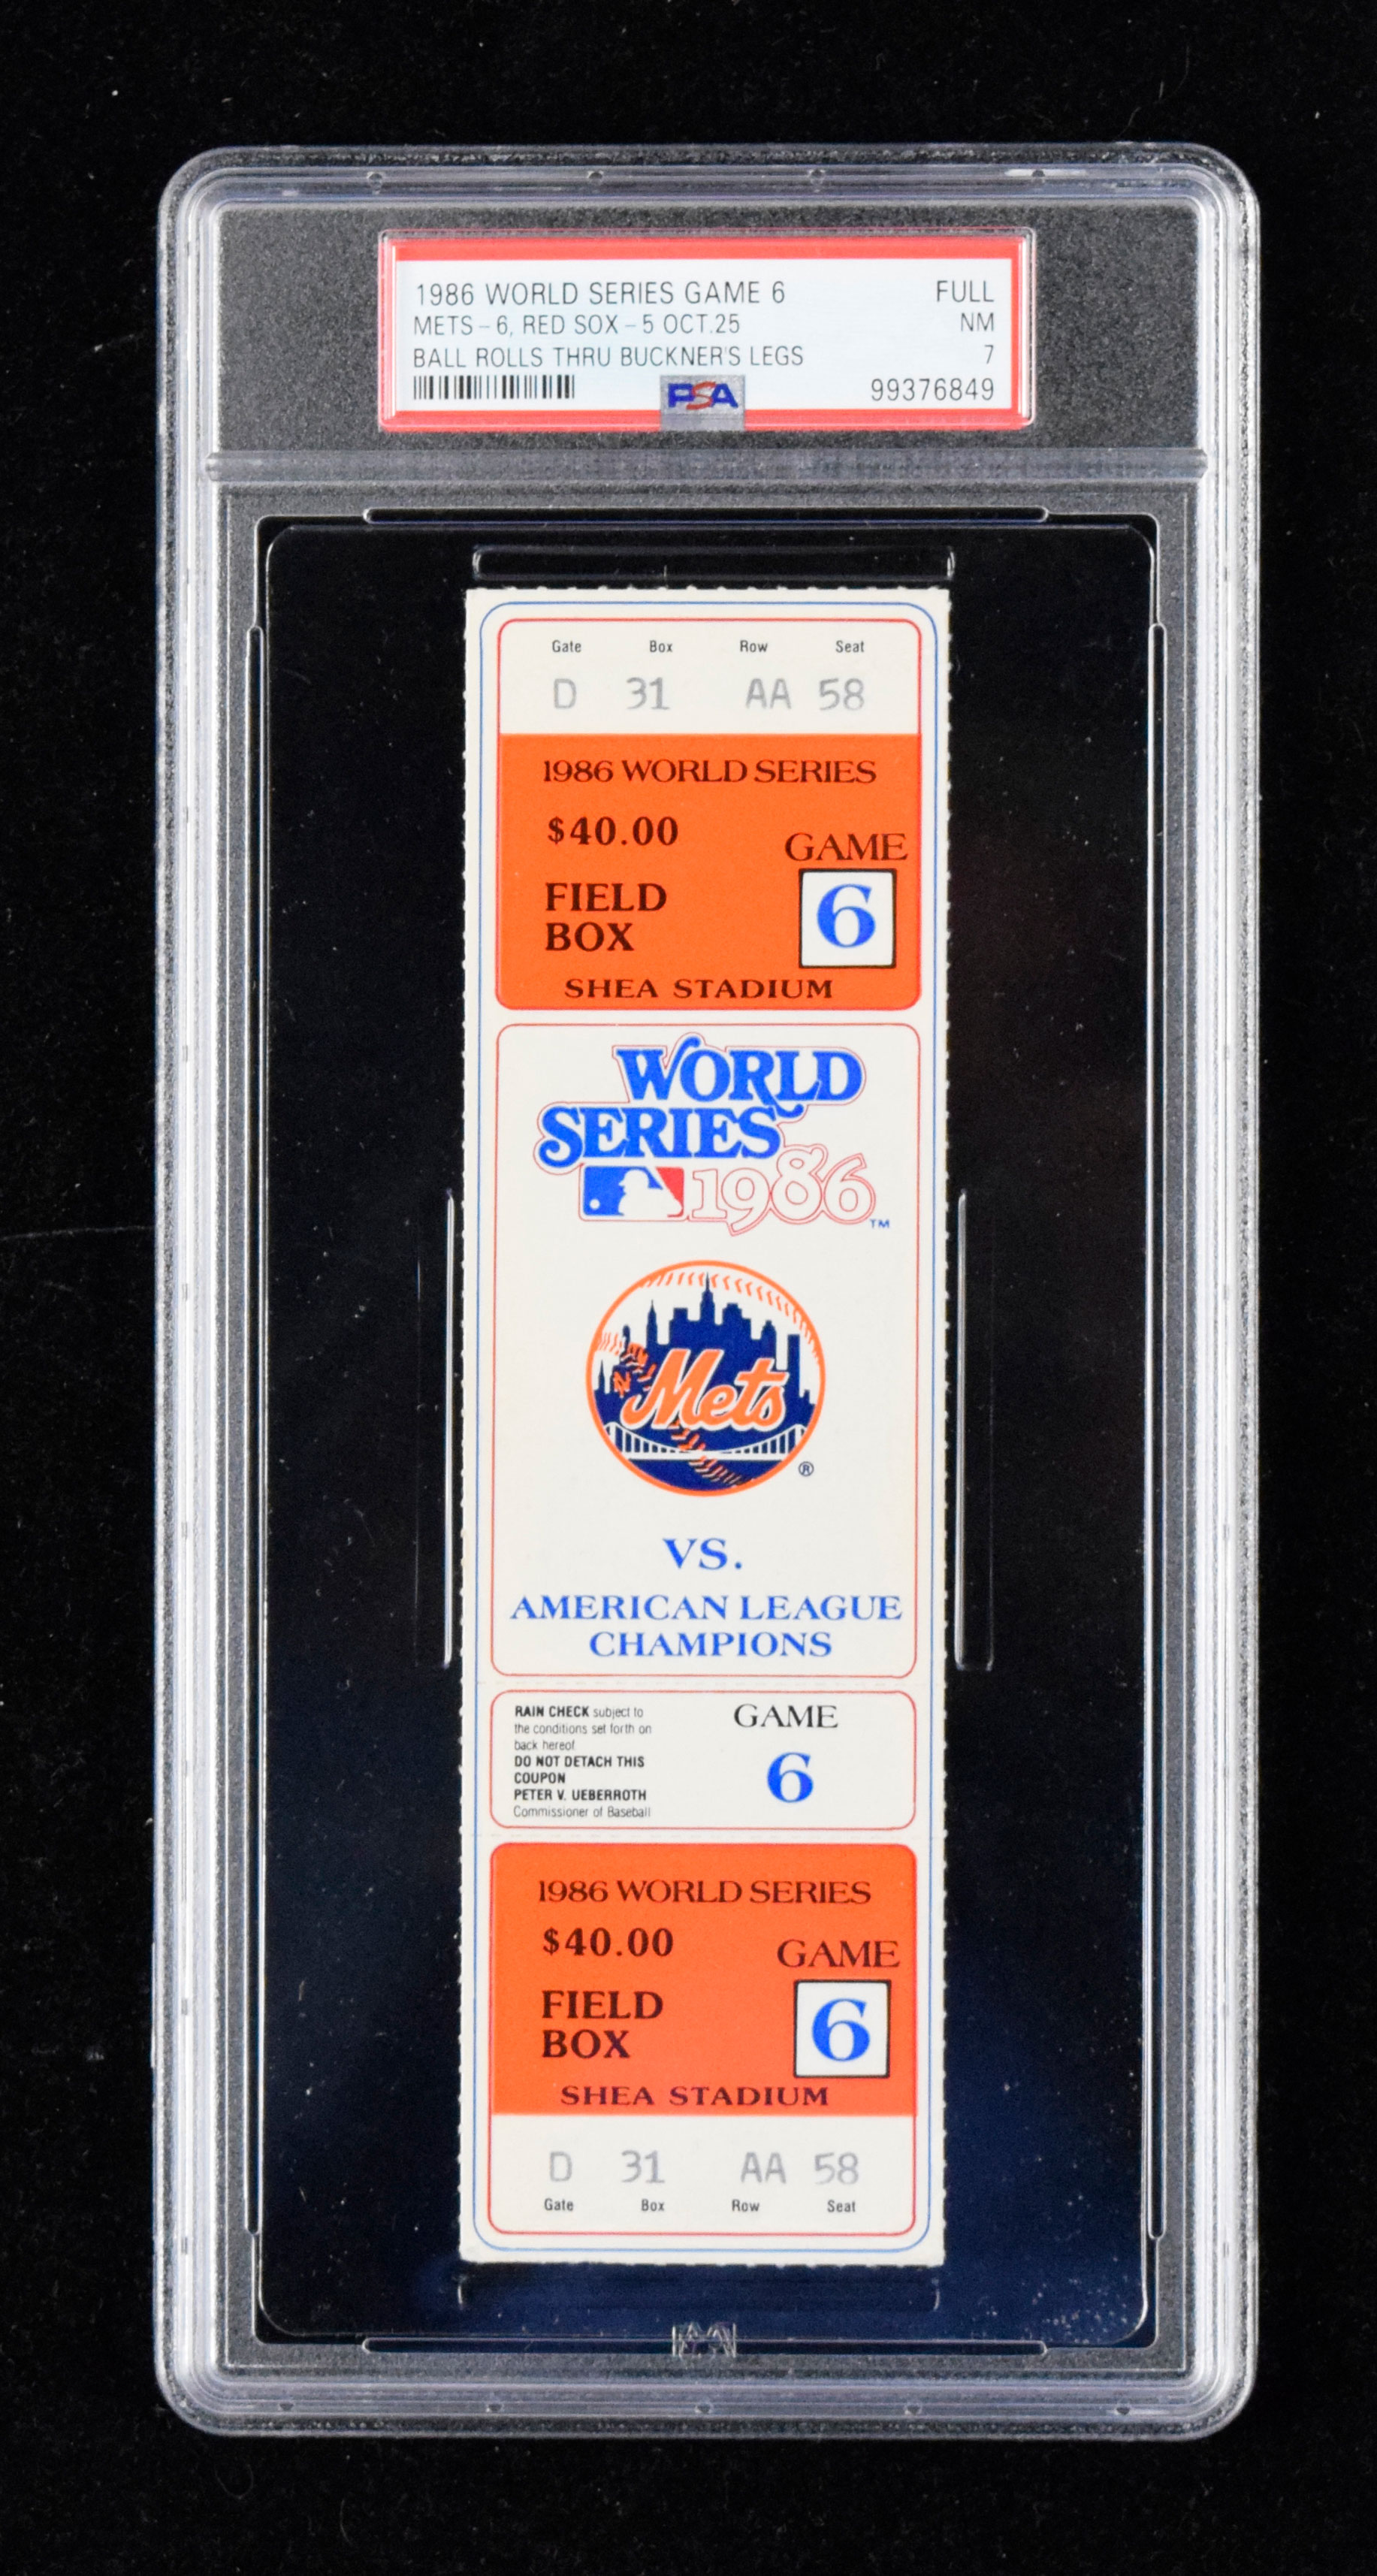 1986 WORLD SERIES GAME 6 FULL
METS - 6, RED SOX - 5 OCT.25 NM
BALL ROLLS THRU BUCKNER'S LEGS 7
PSA 99376849
Gate Box Row Seat
D 31 AA 58
1986 WORLD SERIES
$40.00
GAME
FIELD
6
BOX
SHEA STADIUM
WORLD
SERIES
1986 TM
Mets
NY
®
VS.
AMERICAN LEAGUE
CHAMPIONS
RAIN CHECK subject to
the conditions set forth on
back hereof.
DO NOT DETACH THIS
COUPON
PETER V. UEBERROTH
Commissioner of Baseball
GAME
6
1986 WORLD SERIES
$40.00
GAME
FIELD
6
BOX
SHEA STADIUM
D 31 AA 58
Gate Box Row Seat